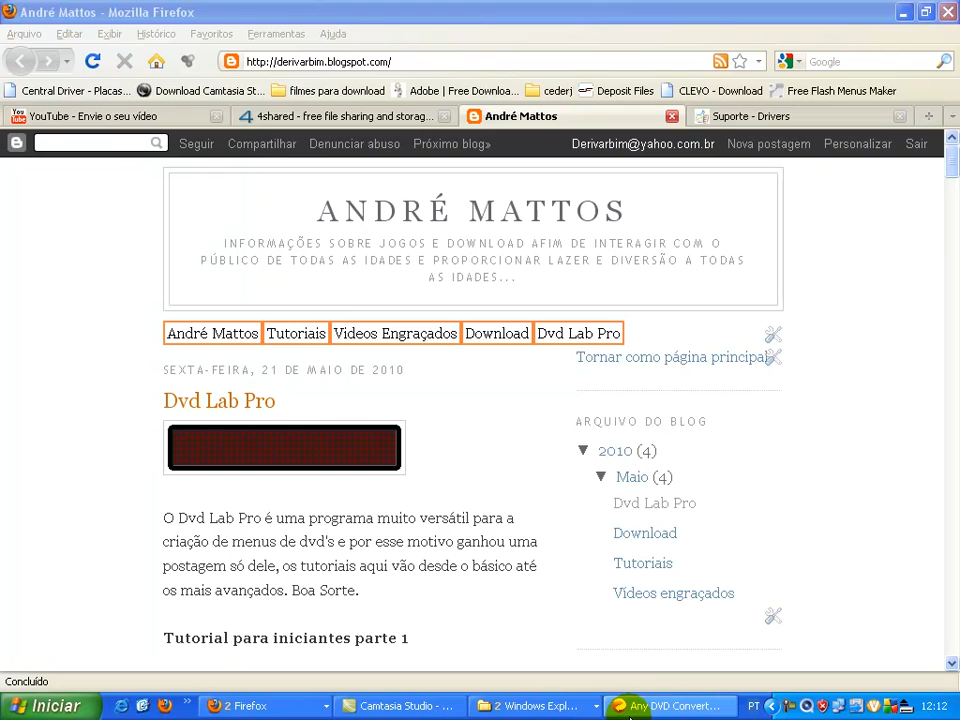 André Mattos - Mozilla Firefox
Arquivo Editar Exibir Histórico Favoritos Ferramentas Ajuda
http://derivarbim.blogspot.com/ Google
Central Driver - Placas... Download Camtasia St... filmes para download Adobe | Free Downloa... cederj Deposit Files CLEVO - Download Free Flash Menus Maker
YouTube - Envie o seu vídeo 4shared - free file sharing and storag... André Mattos Suporte - Drivers
Seguir Compartilhar Denunciar abuso Próximo blog» Derivarbim@yahoo.com.br Nova postagem Personalizar Sair
ANDRÉ MATTOS
INFORMAÇÕES SOBRE JOGOS E DOWNLOAD AFIM DE INTERAGIR COM O
PÚBLICO DE TODAS AS IDADES E PROPORCIONAR LAZER E DIVERSÃO A TODAS
AS IDADES...
André Mattos Tutoriais Videos Engraçados Download Dvd Lab Pro
Tornar como página principal
SEXTA-FEIRA, 21 DE MAIO DE 2010
Dvd Lab Pro
O Dvd Lab Pro é uma programa muito versátil para a
criação de menus de dvd's e por esse motivo ganhou uma
postagem só dele, os tutoriais aqui vão desde o básico até
os mais avançados. Boa Sorte.
Tutorial para iniciantes parte 1
ARQUIVO DO BLOG
▼ 2010 (4)
▼ Maio (4)
Dvd Lab Pro
Download
Tutoriais
Vídeos engraçados
Concluído
Iniciar 2 Firefox Camtasia Studio - ... 2 Windows Expl... Any DVD Convert... PT 12:12